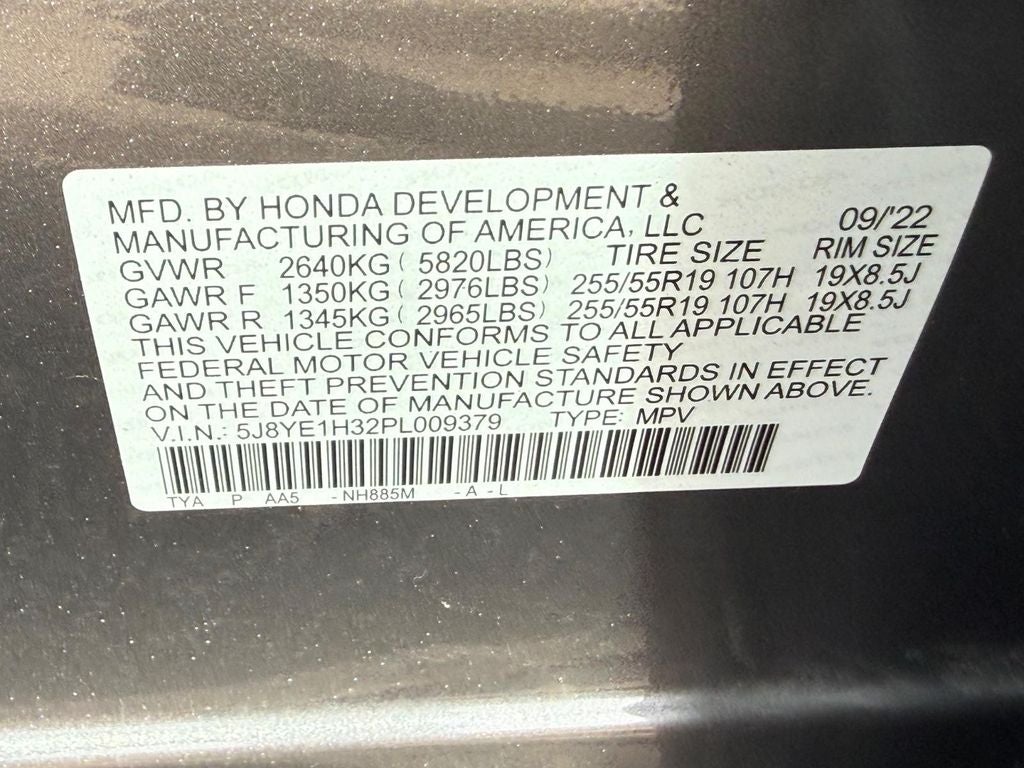 MFD. BY HONDA DEVELOPMENT &
MANUFACTURING OF AMERICA, LLC 09/'22
GVWR 2640KG ( 5820LBS) TIRE SIZE RIM SIZE
GAWR F 1350KG ( 2976LBS) 255/55R19 107H 19X8.5J
GAWR R 1345KG ( 2965LBS) 255/55R19 107H 19X8.5J
THIS VEHICLE CONFORMS TO ALL APPLICABLE
FEDERAL MOTOR VEHICLE SAFETY
AND THEFT PREVENTION STANDARDS IN EFFECT
ON THE DATE OF MANUFACTURE SHOWN ABOVE.
V.I.N.: 5J8YE1H32PL009379 TYPE: MPV
TYA P AA5 -NH885M -A -L